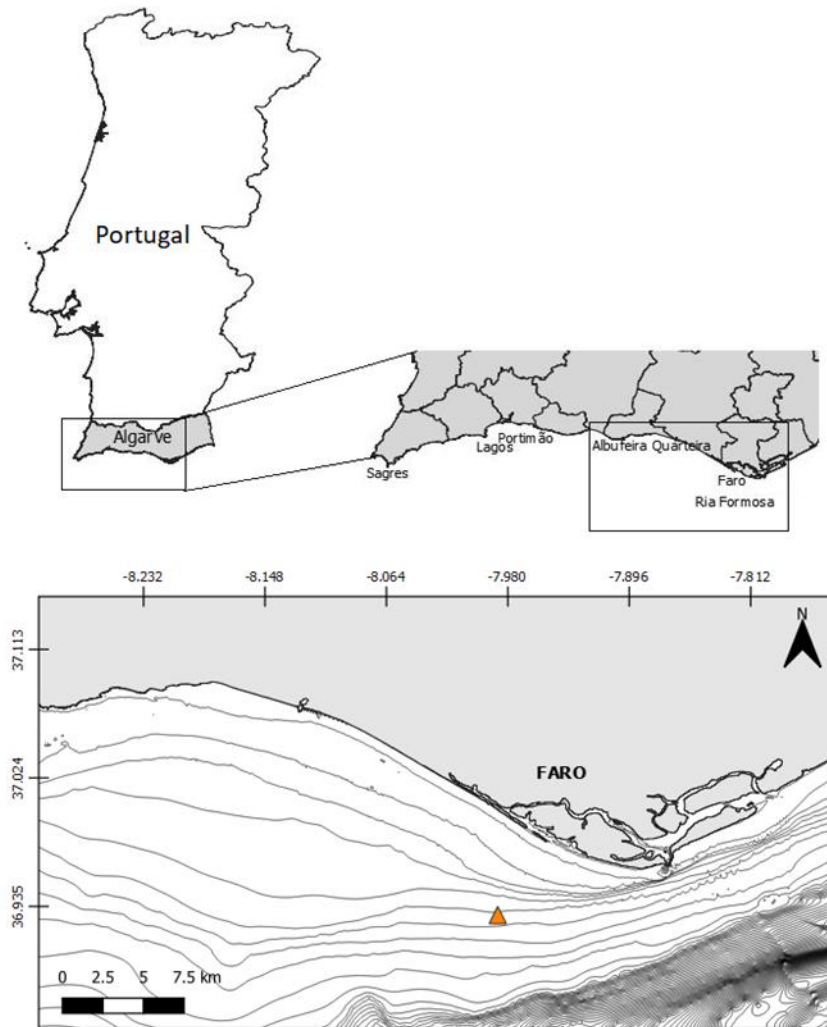 Portugal
Algarve
Sagres
Lagos
Portimão
Albufeira Quarteira
Faro
Ria Formosa
-8.232 -8.148 -8.064 -7.980 -7.896 -7.812
N
37.113
37.024
36.935
FARO
0 2.5 5 7.5 km